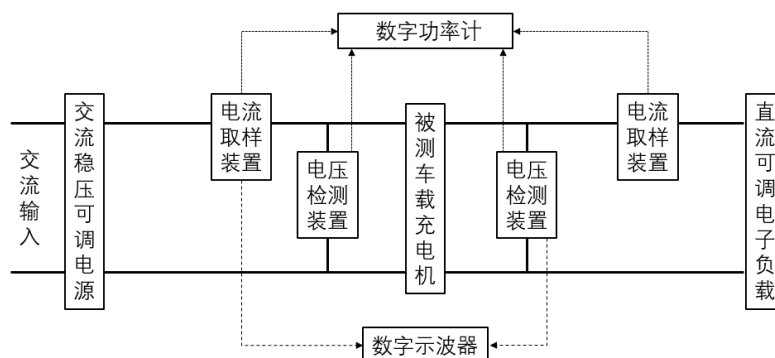 数字功率计
交流输入
交流稳压可调电源
电流
取样
装置
电压
检测
装置
被测车载充电机
电压
检测
装置
电流
取样
装置
直流可调电子负载
数字示波器